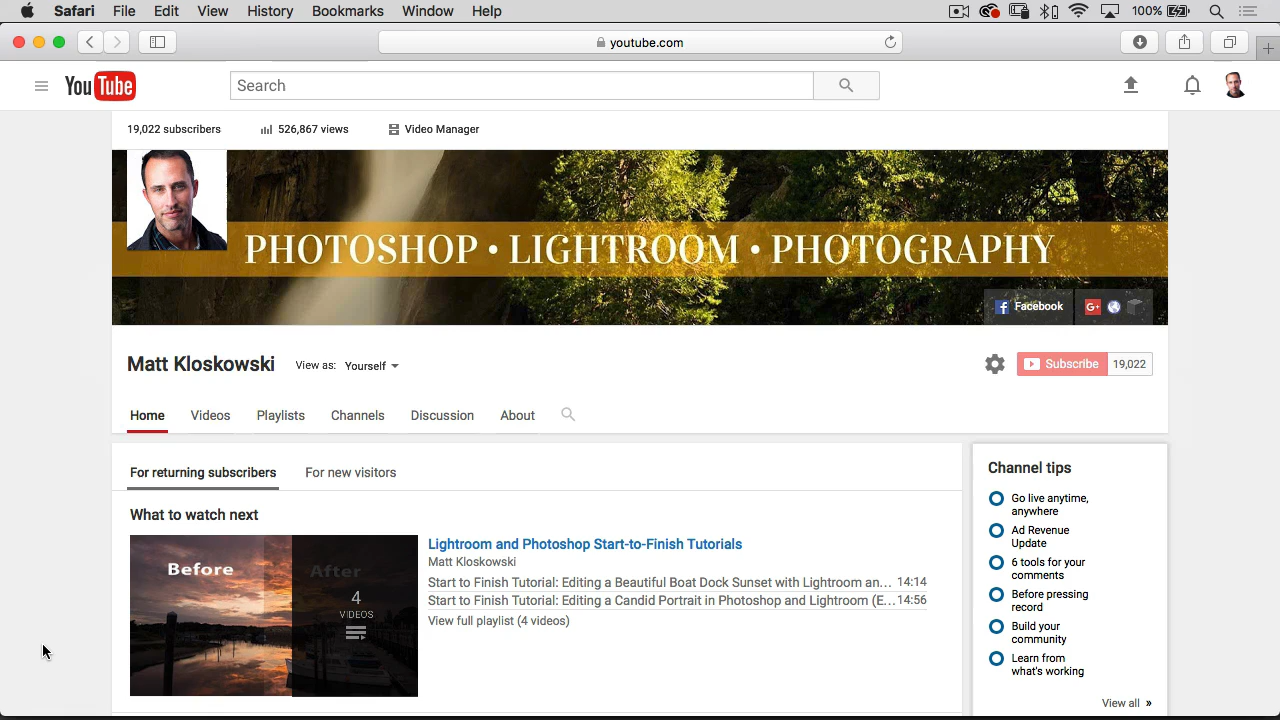 Safari File Edit View History Bookmarks Window Help 100%
youtube.com
YouTube Search
19,022 subscribers 526,867 views Video Manager
PHOTOSHOP • LIGHTROOM • PHOTOGRAPHY
Facebook G+
Matt Kloskowski View as: Yourself Subscribe 19,022
Home Videos Playlists Channels Discussion About
For returning subscribers For new visitors
What to watch next
Before After
4
VIDEOS
Lightroom and Photoshop Start-to-Finish Tutorials
Matt Kloskowski
Start to Finish Tutorial: Editing a Beautiful Boat Dock Sunset with Lightroom an... 14:14
Start to Finish Tutorial: Editing a Candid Portrait in Photoshop and Lightroom (E... 14:56
View full playlist (4 videos)
Channel tips
Go live anytime,
anywhere
Ad Revenue
Update
6 tools for your
comments
Before pressing
record
Build your
community
Learn from
what's working
View all »